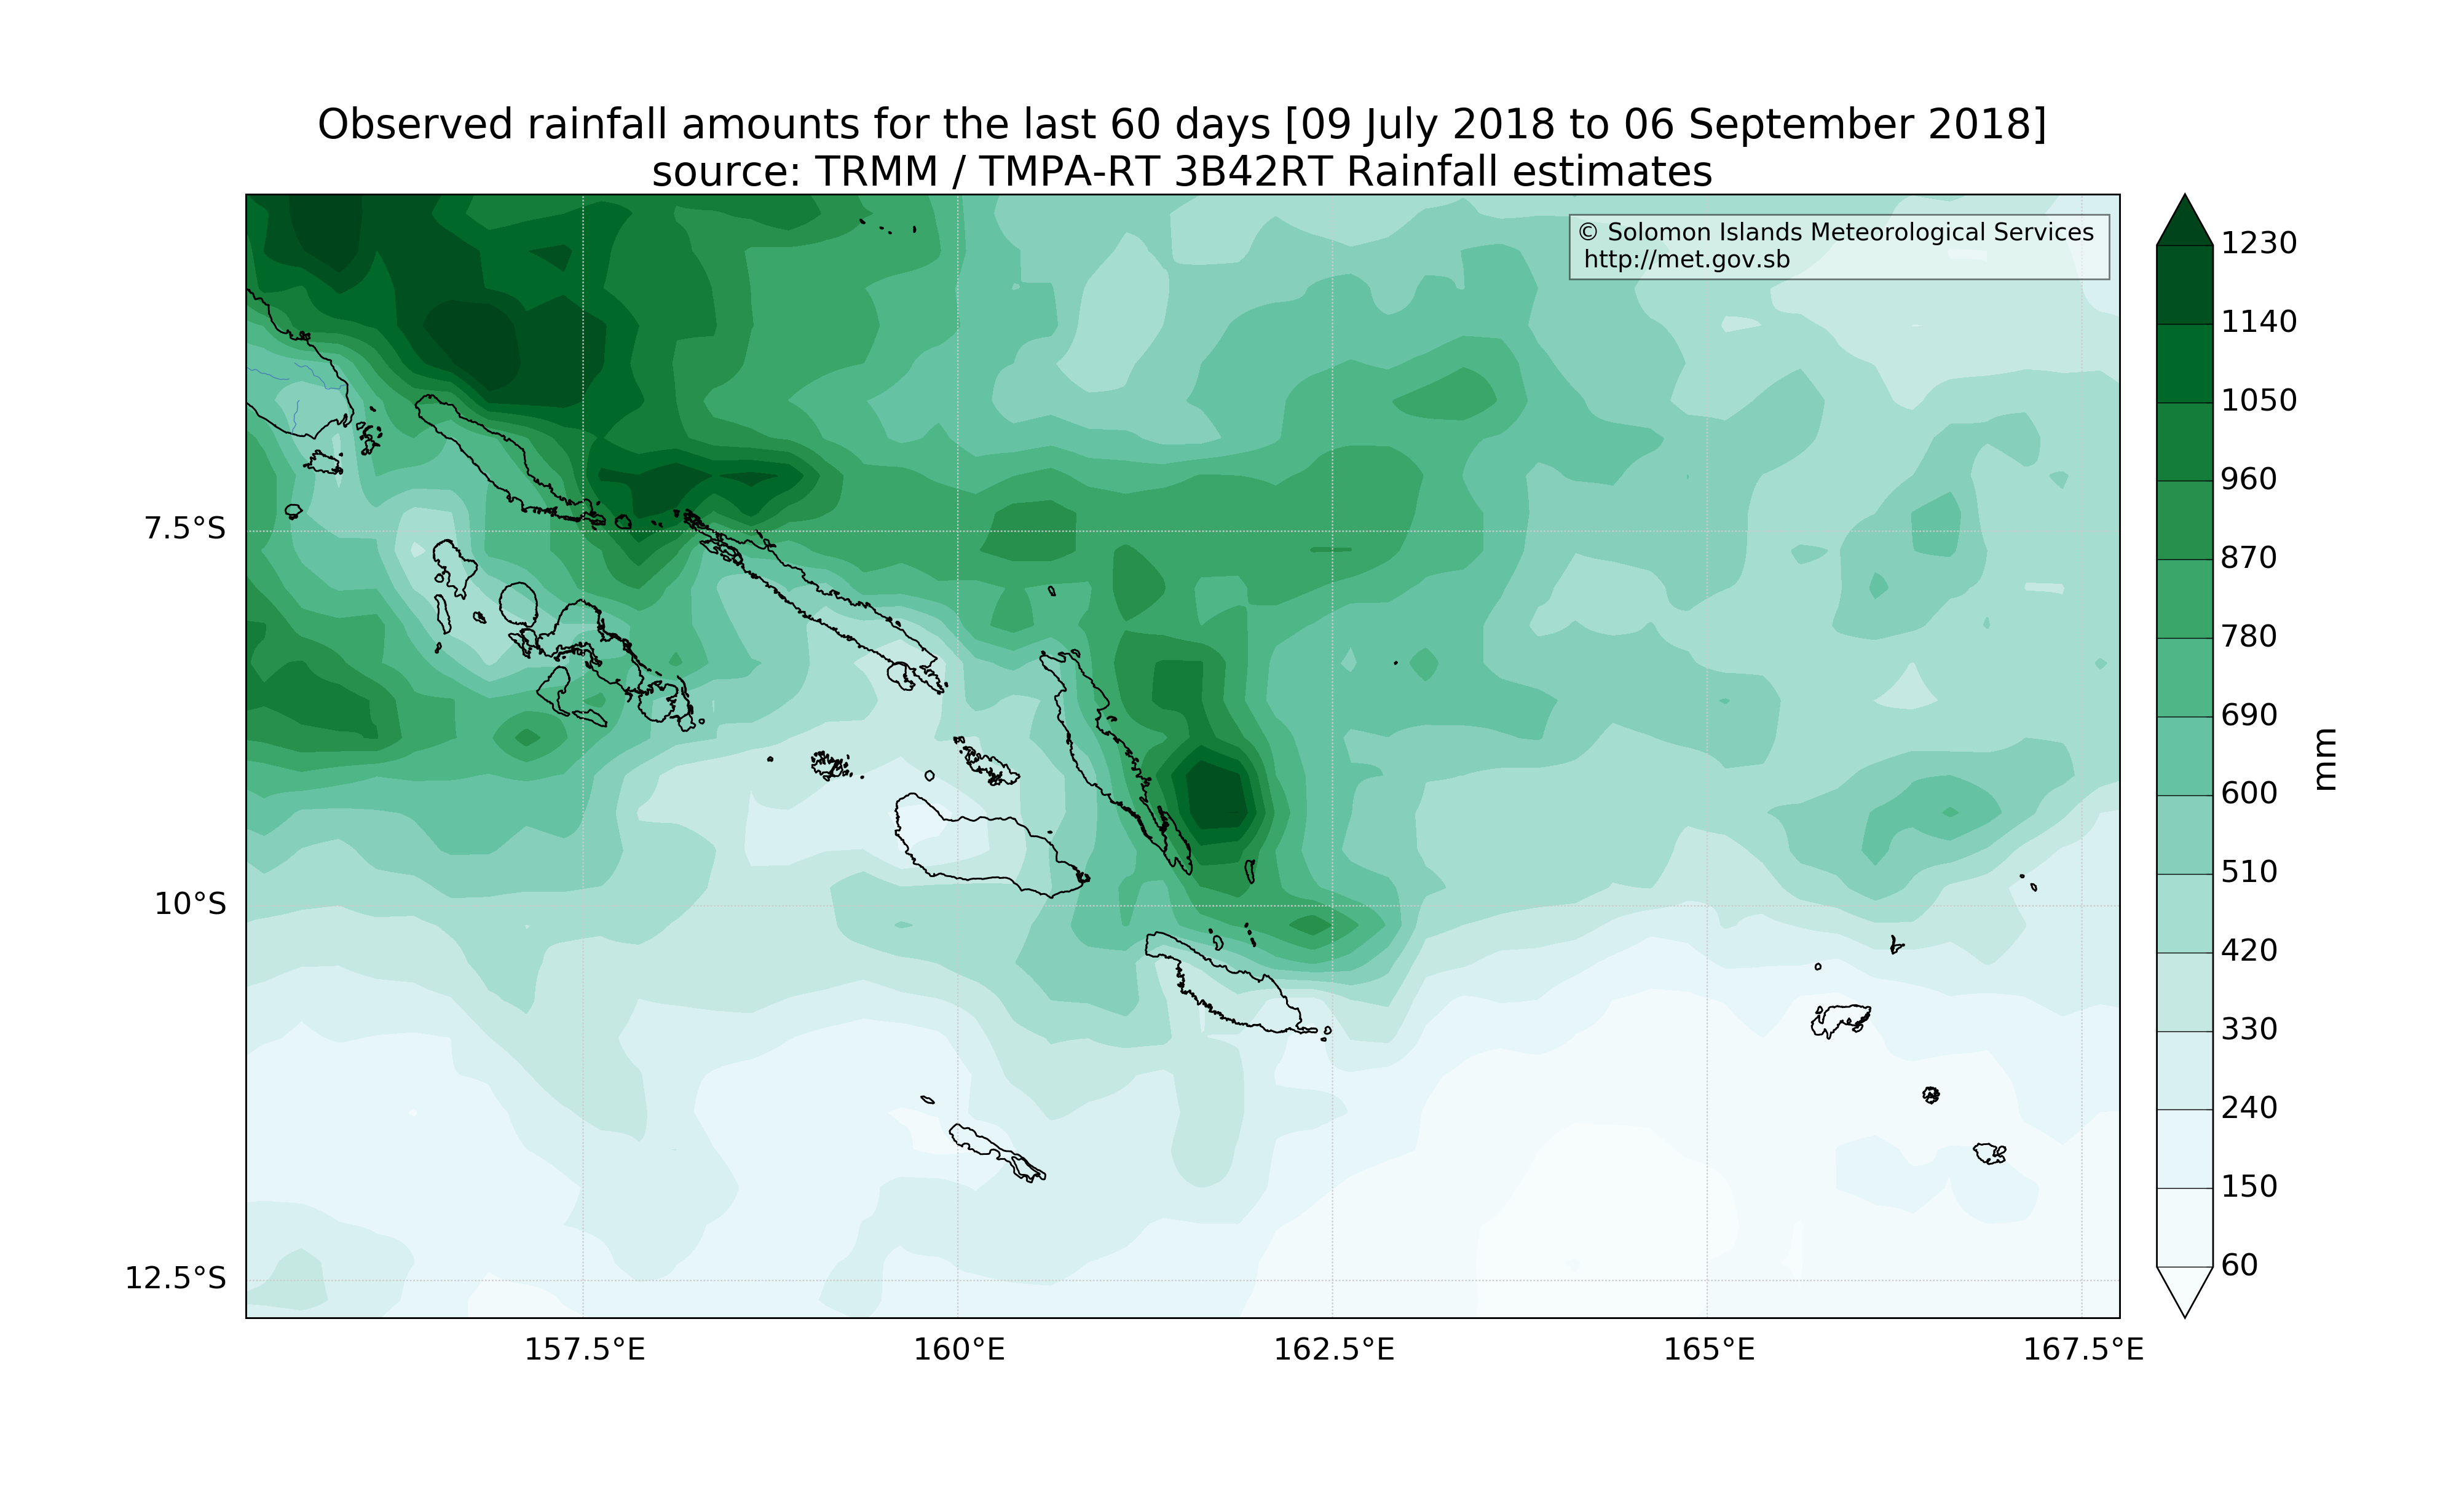 Observed rainfall amounts for the last 60 days [09 July 2018 to 06 September 2018]
source: TRMM / TMPA-RT 3B42RT Rainfall estimates
© Solomon Islands Meteorological Services
http://met.gov.sb
7.5°S
10°S
12.5°S
157.5°E
160°E
162.5°E
165°E
167.5°E
1230
1140
1050
960
870
780
690
600
510
420
330
240
150
60
mm